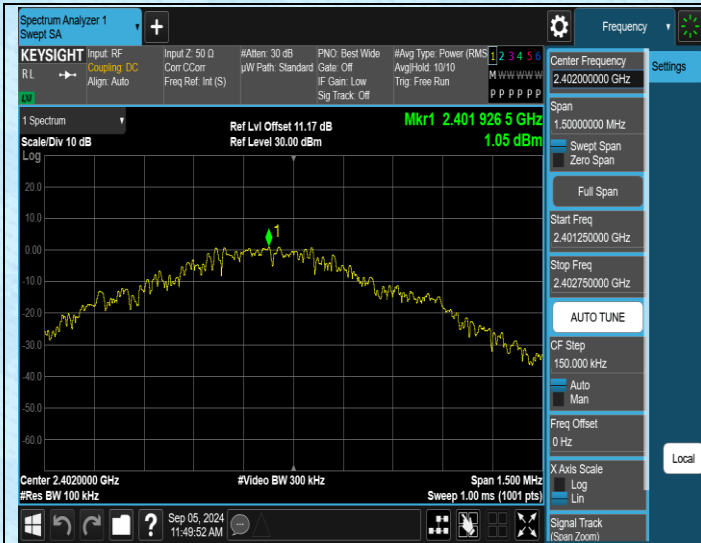 Spectrum Analyzer 1
Swept SA
+
Frequency
KEYSIGHT
RL
LXI
Input: RF
Coupling: DC
Align: Auto
Input Z: 50 Ω
Corr CCorr
Freq Ref: Int (S)
#Atten: 30 dB
µW Path: Standard
PNO: Best Wide
Gate: Off
IF Gain: Low
Sig Track: Off
#Avg Type: Power (RMS
Avg|Hold: 10/10
Trig: Free Run
1 2 3 4 5 6
M W W W W W
P P P P P P
1 Spectrum
Scale/Div 10 dB
Log
Ref Lvl Offset 11.17 dB
Ref Level 30.00 dBm
Mkr1 2.401 926 5 GHz
1.05 dBm
20.0
10.0
0.00
-10.0
-20.0
-30.0
-40.0
-50.0
-60.0
1
Center 2.4020000 GHz
#Res BW 100 kHz
#Video BW 300 kHz
Span 1.500 MHz
Sweep 1.00 ms (1001 pts)
Center Frequency
2.402000000 GHz
Settings
Span
1.50000000 MHz
Swept Span
Zero Span
Full Span
Start Freq
2.401250000 GHz
Stop Freq
2.402750000 GHz
AUTO TUNE
CF Step
150.000 kHz
Auto
Man
Freq Offset
0 Hz
X Axis Scale
Log
Lin
Local
Signal Track
(Span Zoom)
?
Sep 05, 2024
11:49:52 AM